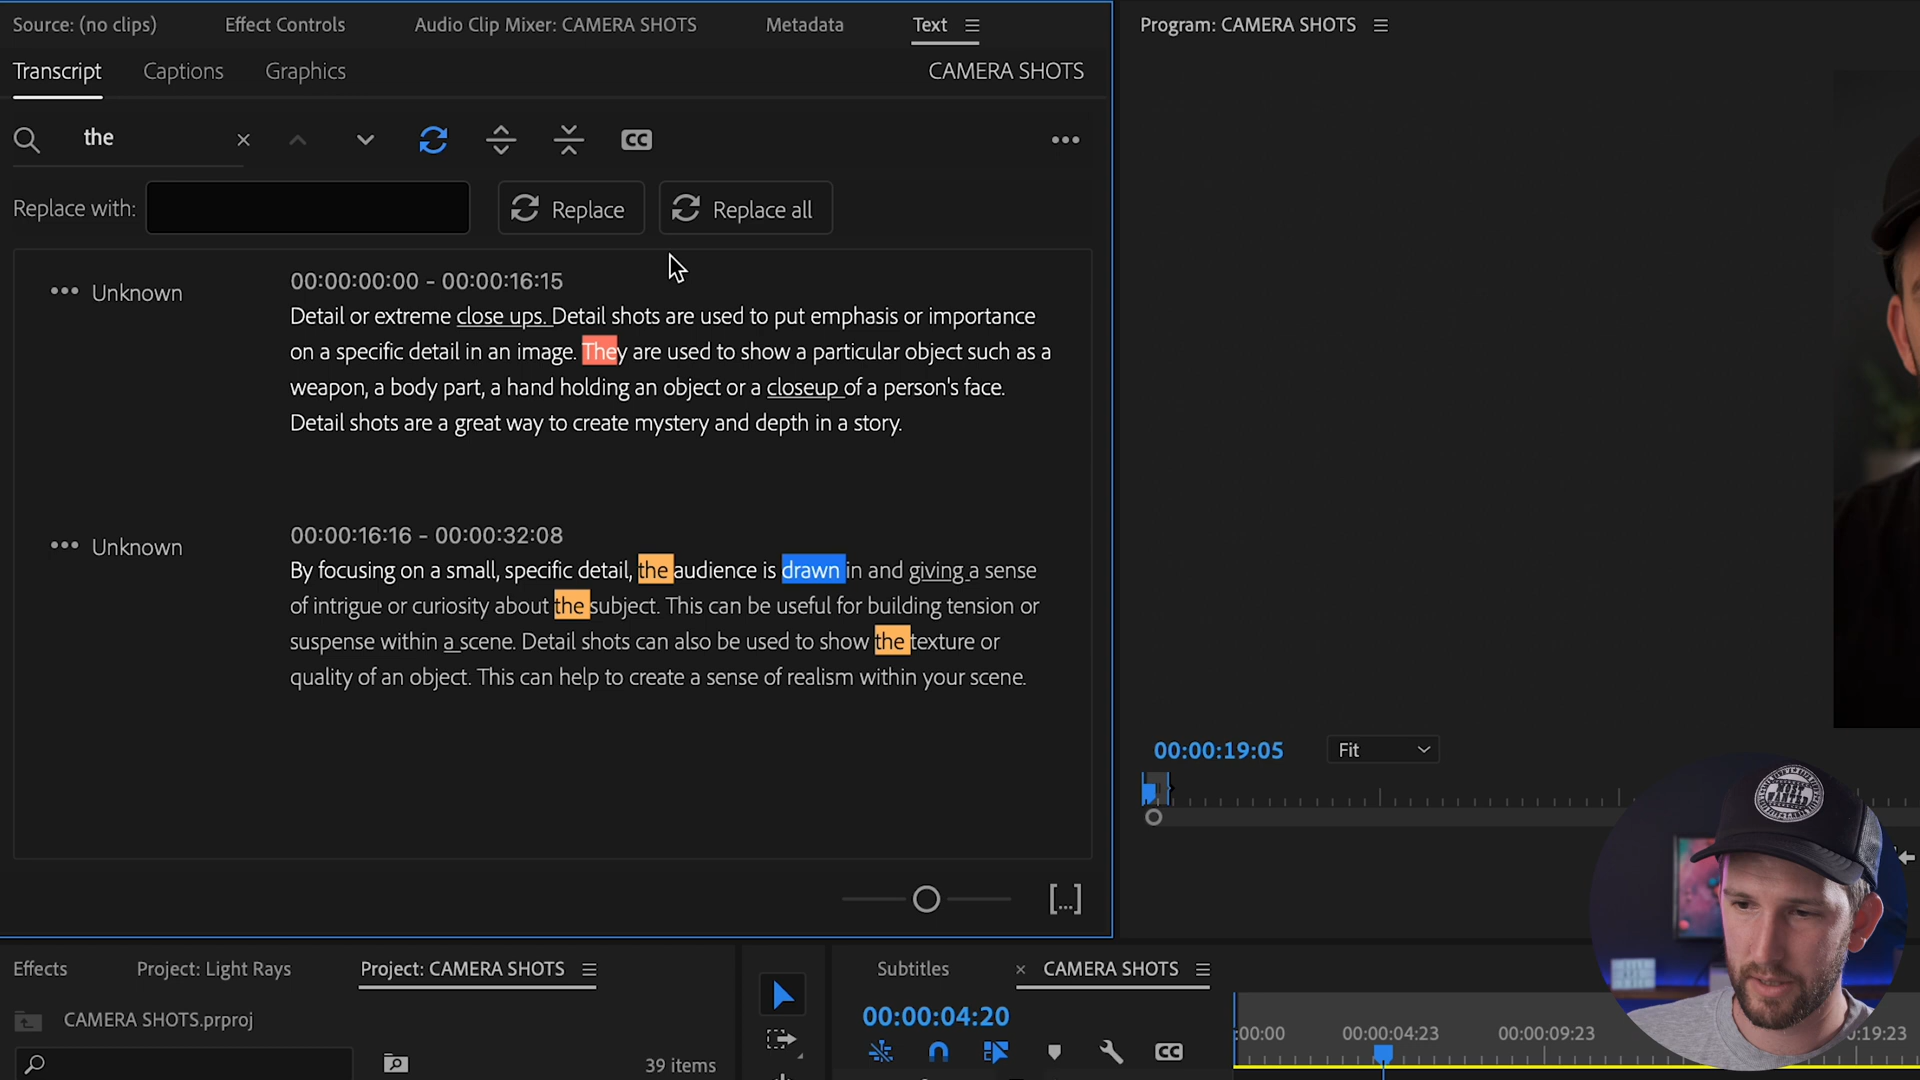 Source: (no clips) Effect Controls Audio Clip Mixer: CAMERA SHOTS Metadata Text
Program: CAMERA SHOTS
Transcript Captions Graphics CAMERA SHOTS
the
CC
Replace with: Replace Replace all
Unknown
00:00:00:00 - 00:00:16:15
Detail or extreme close ups. Detail shots are used to put emphasis or importance
on a specific detail in an image. They are used to show a particular object such as a
weapon, a body part, a hand holding an object or a closeup of a person's face.
Detail shots are a great way to create mystery and depth in a story.
Unknown
00:00:16:16 - 00:00:32:08
By focusing on a small, specific detail, the audience is drawn in and giving a sense
of intrigue or curiosity about the subject. This can be useful for building tension or
suspense within a scene. Detail shots can also be used to show the texture or
quality of an object. This can help to create a sense of realism within your scene.
00:00:19:05 Fit
[...]
Effects Project: Light Rays Project: CAMERA SHOTS
CAMERA SHOTS.prproj
39 items
Subtitles × CAMERA SHOTS
00:00:04:20
CC
:00:00 00:00:04:23 00:00:09:23 :19:23
MOST WANTED